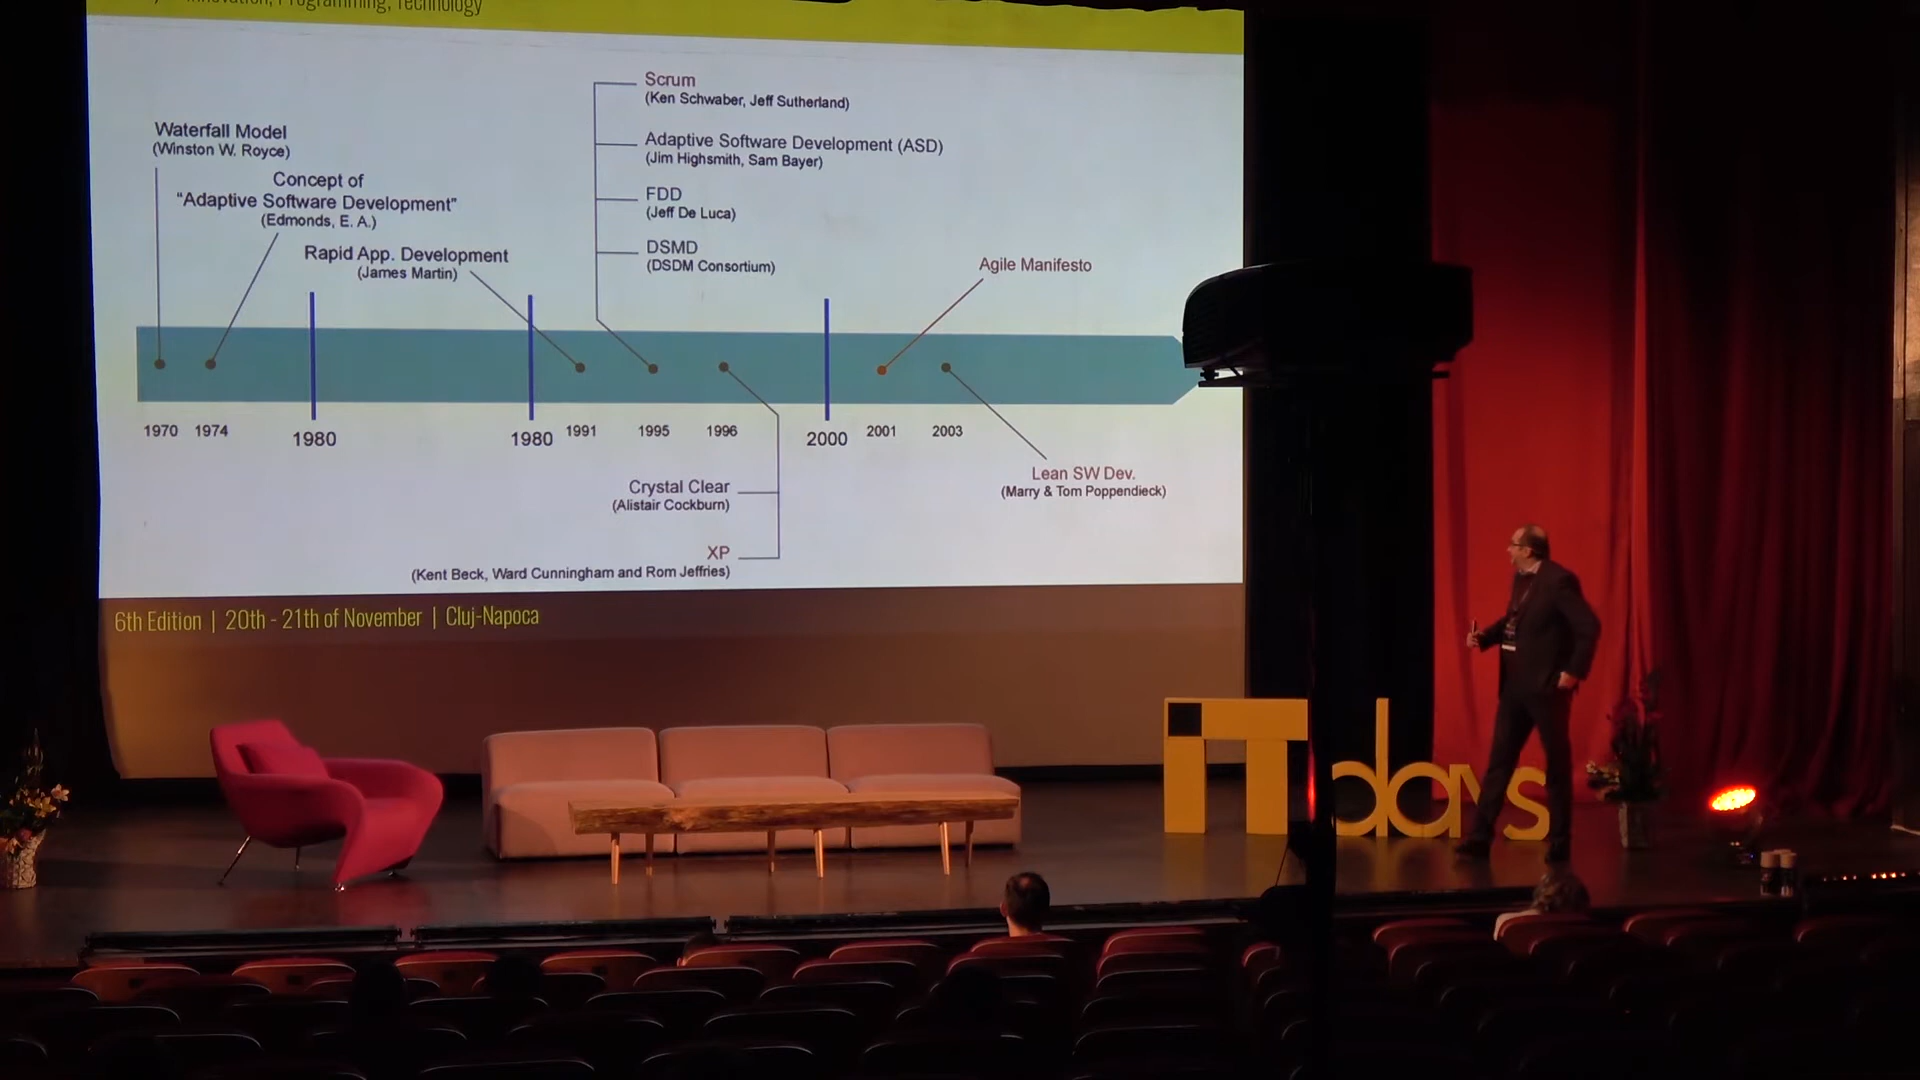 Innovation, Programming, Technology
Scrum
(Ken Schwaber, Jeff Sutherland)
Waterfall Model
(Winston W. Royce)
Adaptive Software Development (ASD)
(Jim Highsmith, Sam Bayer)
Concept of
“Adaptive Software Development”
(Edmonds, E. A.)
FDD
(Jeff De Luca)
Rapid App. Development
(James Martin)
DSMD
(DSDM Consortium)
Agile Manifesto
1970
1974
1980
1980
1991
1995
1996
2000
2001
2003
Crystal Clear
(Alistair Cockburn)
Lean SW Dev.
(Marry & Tom Poppendieck)
XP
(Kent Beck, Ward Cunningham and Rom Jeffries)
6th Edition | 20th - 21th of November | Cluj-Napoca
iT days